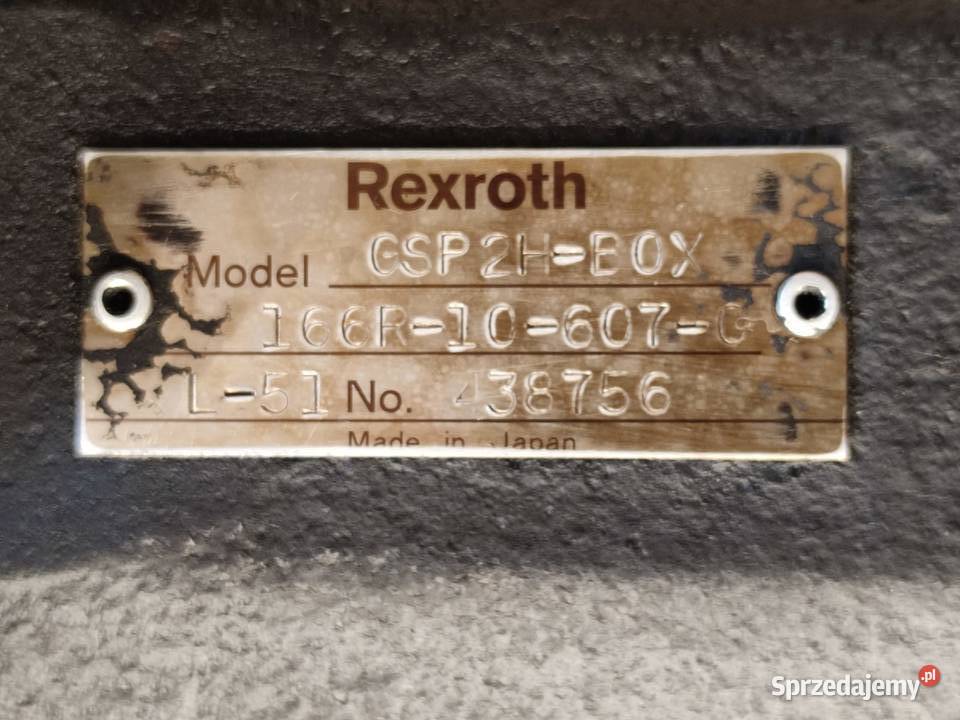 Rexroth
Model GSP2H-BOX
166R-10-607-G
L-51 No. 438756
Made in Japan
Sprzedajemy.pl